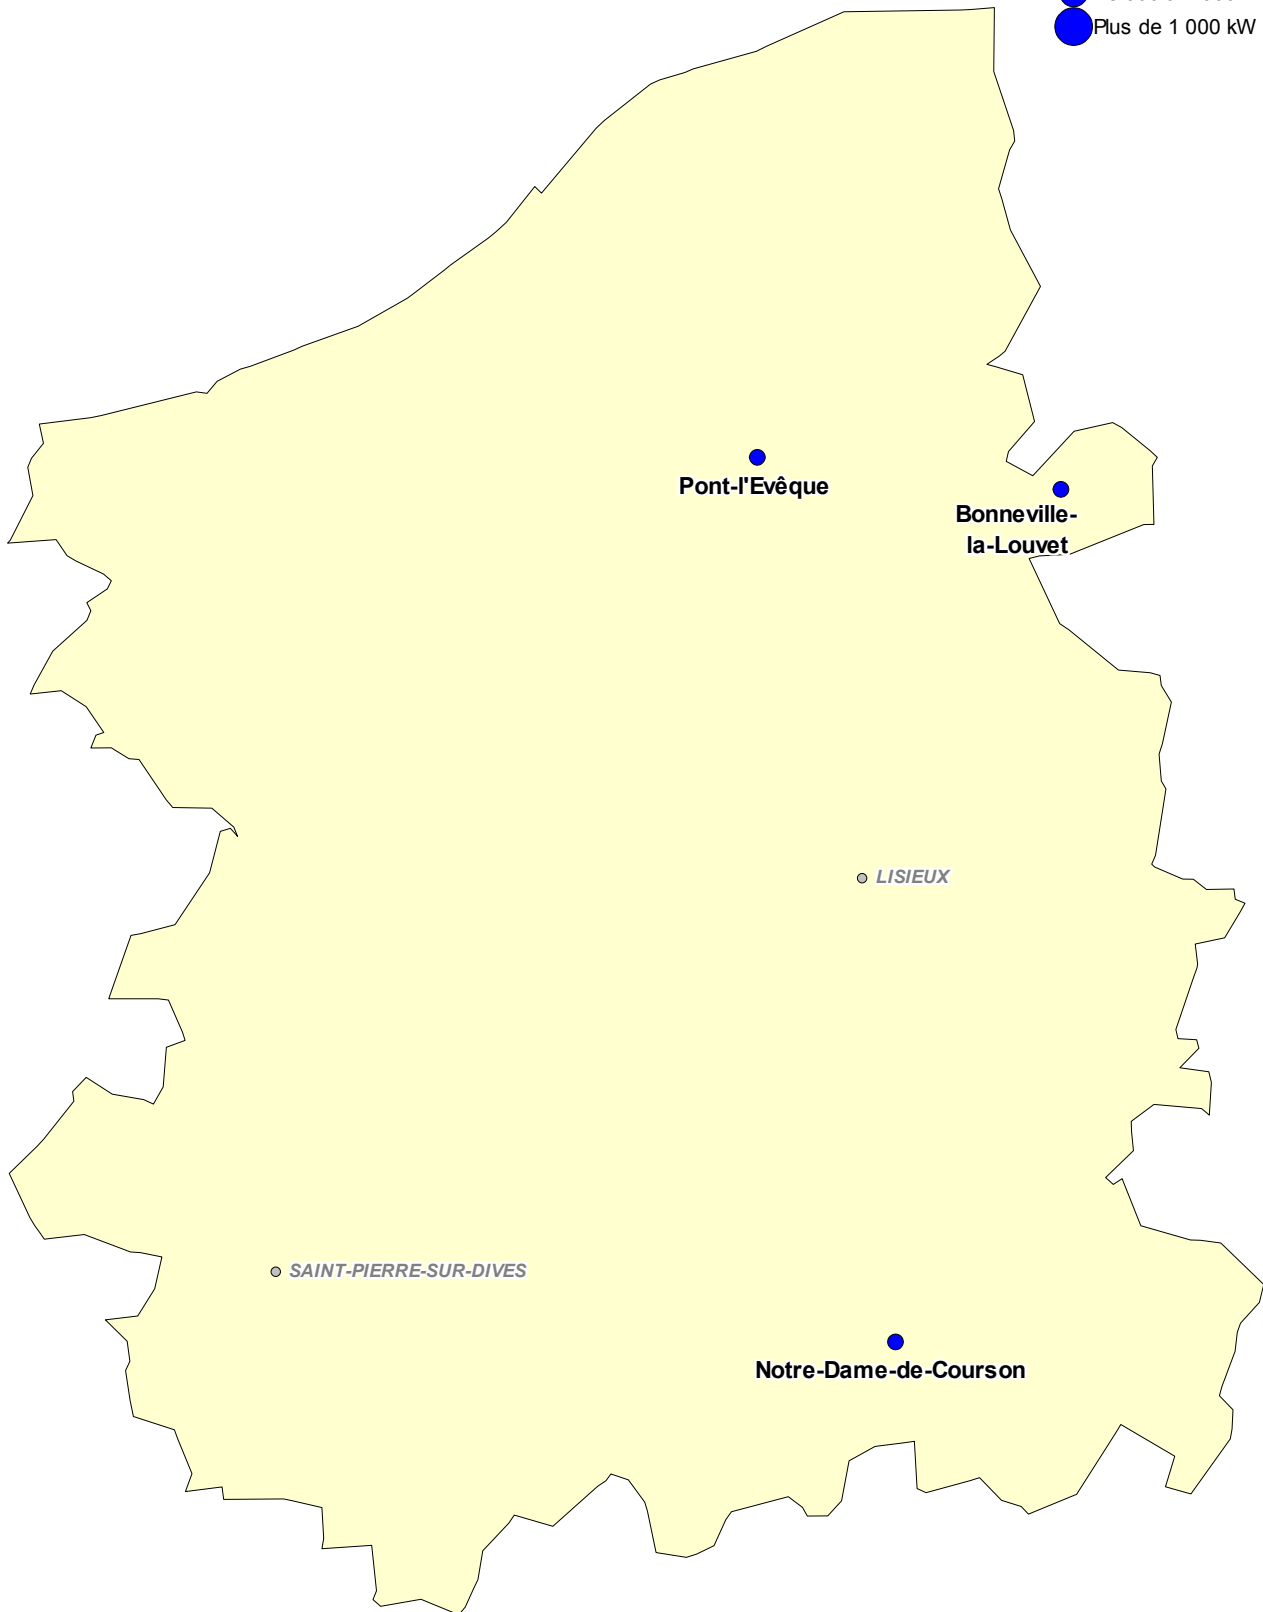 Plus de 1 000 kW
Pont-l'Evêque
Bonneville-
la-Louvet
LISIEUX
SAINT-PIERRE-SUR-DIVES
Notre-Dame-de-Courson